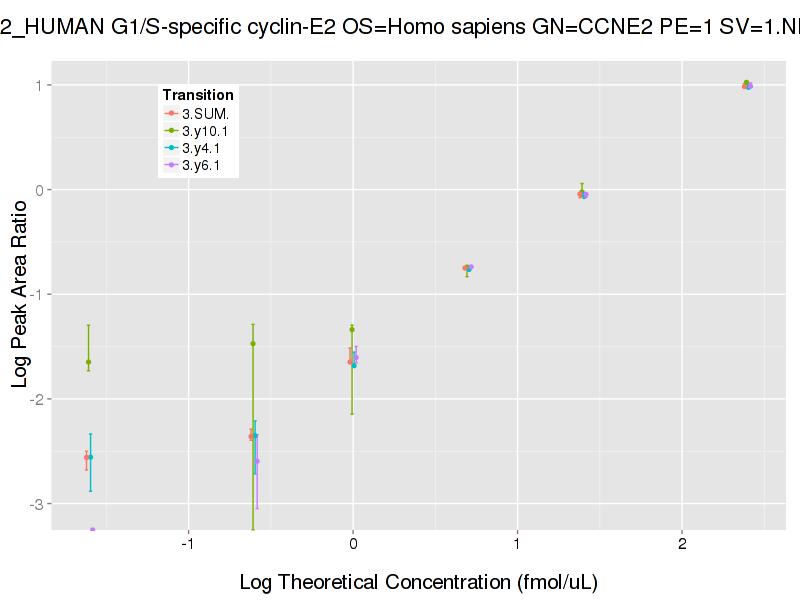 2_HUMAN G1/S-specific cyclin-E2 OS=Homo sapiens GN=CCNE2 PE=1 SV=1.
Transition
3.SUM.
3.y10.1
3.y4.1
3.y6.1
Log Peak Area Ratio
1
0
-1
-2
-3
-1
0
1
2
Log Theoretical Concentration (fmol/uL)